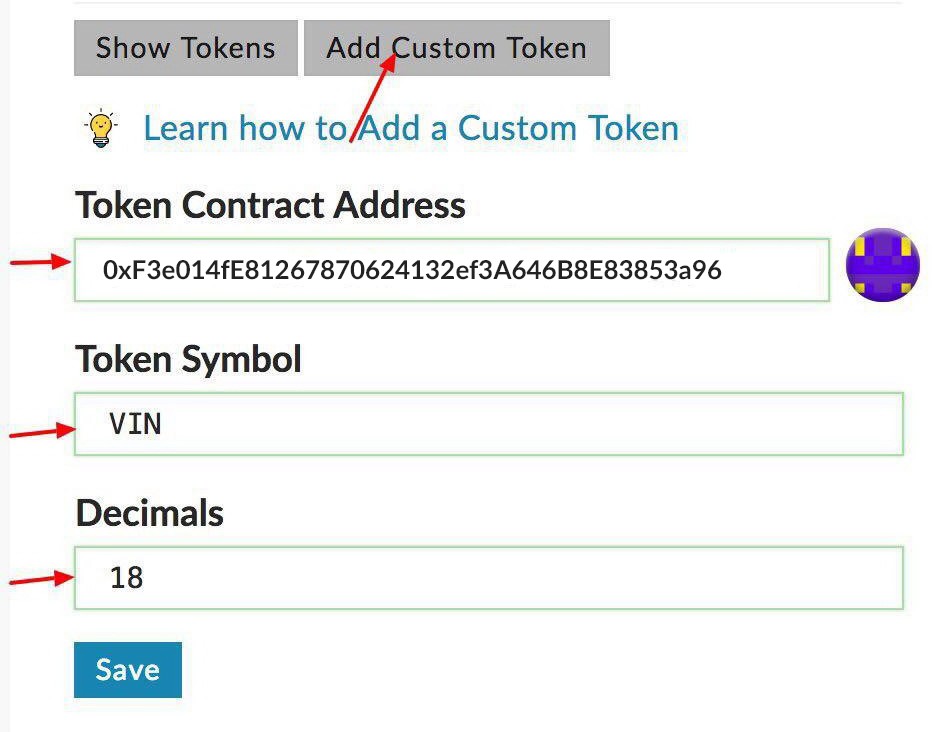 Show Tokens Add Custom Token
Learn how to Add a Custom Token
Token Contract Address
0xF3e014fE81267870624132ef3A646B8E83853a96
Token Symbol
VIN
Decimals
18
Save